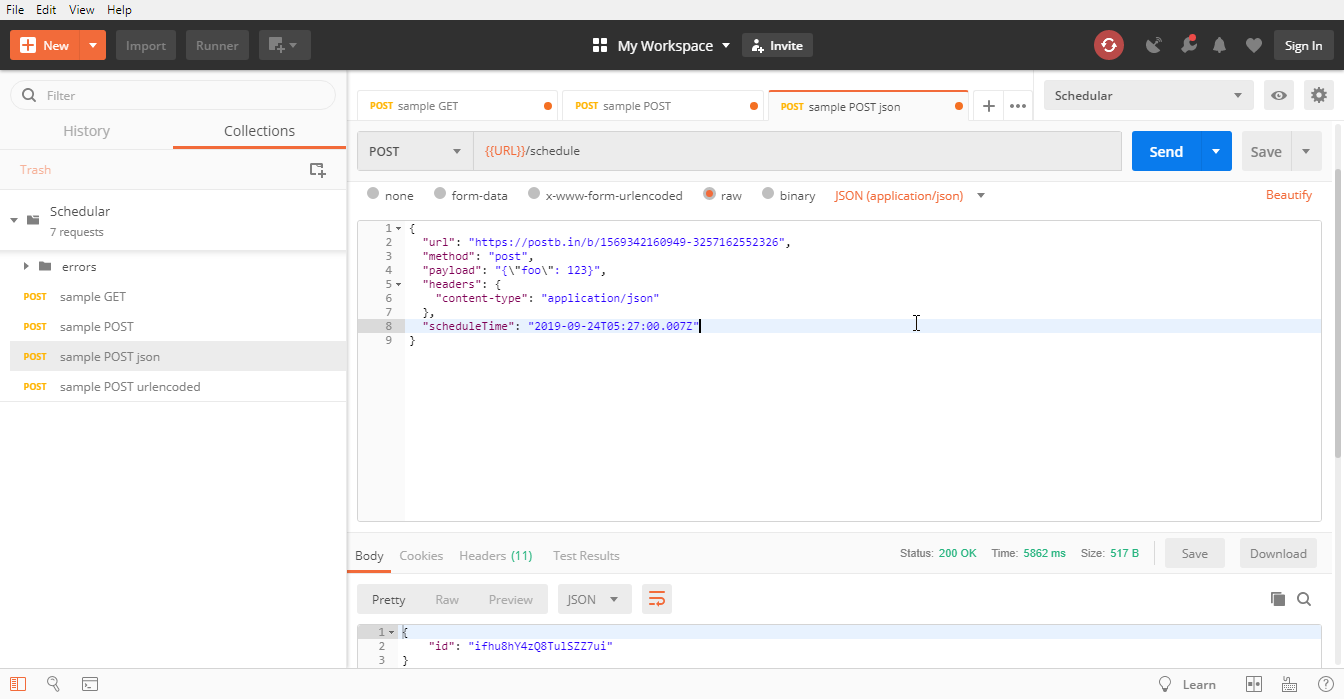 File Edit View Help
New Import Runner My Workspace Invite Sign In
Filter
History Collections
Trash
Schedular
7 requests
errors
POST sample GET
POST sample POST
POST sample POST json
POST sample POST urlencoded
POST sample GET POST sample POST POST sample POST json Schedular
POST {{URL}}/schedule Send Save
none form-data x-www-form-urlencoded raw binary JSON (application/json) Beautify
1 {
2 "url": "https://postb.in/b/1569342160949-3257162552326",
3 "method": "post",
4 "payload": "{\"foo\": 123}",
5 "headers": {
6 "content-type": "application/json"
7 },
8 "scheduleTime": "2019-09-24T05:27:00.007Z"
9 }
Body Cookies Headers (11) Test Results Status: 200 OK Time: 5862 ms Size: 517 B Save Download
Pretty Raw Preview JSON
1 {
2 "id": "ifhu8hY4zQ8TulSZZ7ui"
3 }
Learn